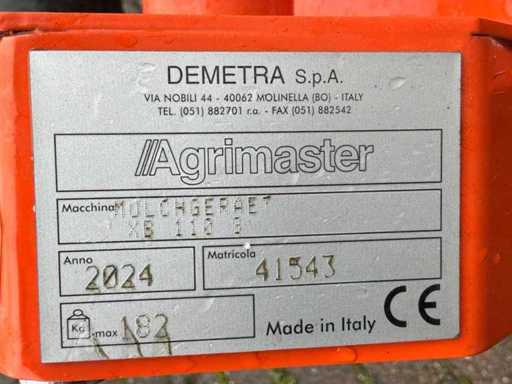 DEMETRA S.p.A.
VIA NOBILI 44 - 40062 MOLINELLA (BO) - ITALY
TEL. (051) 882701 r.a. - FAX (051) 882542
Agrimaster
Macchina MULCHGERAET
XB 110 B
Anno 2024
Matricola 41543
Kg max 182
Made in Italy CE